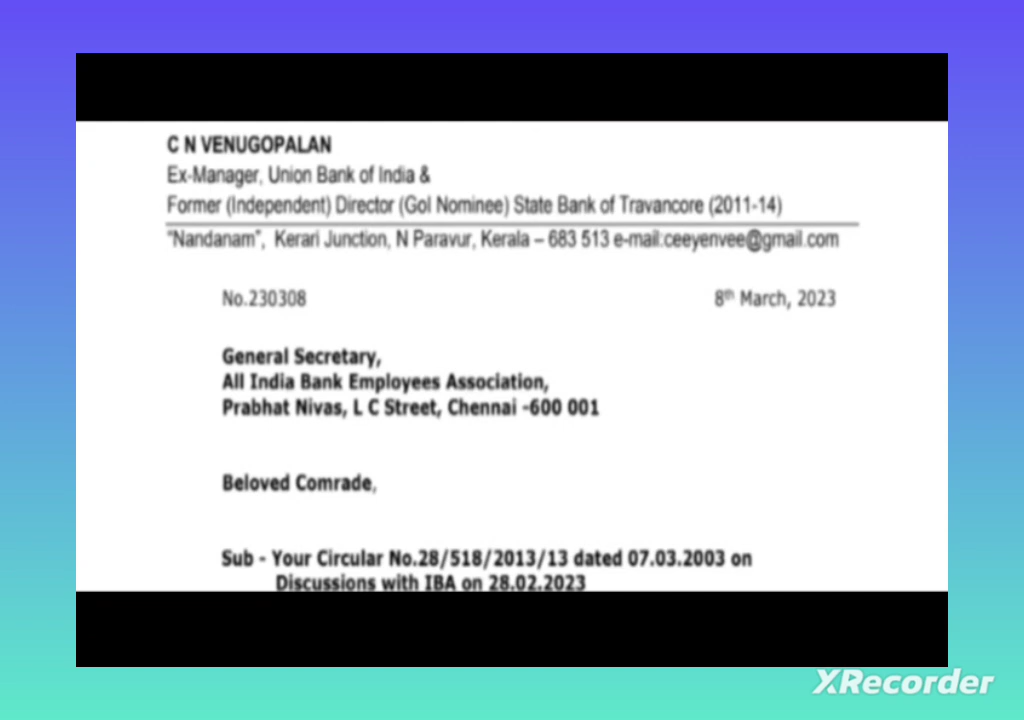 C N VENUGOPALAN
Ex-Manager, Union Bank of India &
Former (Independent) Director (GoI Nominee) State Bank of Travancore (2011-14)
"Nandanam", Kerari Junction, N Paravur, Kerala – 683 513 e-mail:ceeyenvee@gmail.com
No.230308 8th March, 2023
General Secretary,
All India Bank Employees Association,
Prabhat Nivas, L C Street, Chennai -600 001
Beloved Comrade,
Sub - Your Circular No.28/518/2013/13 dated 07.03.2003 on
Discussions with IBA on 28.02.2023
XRecorder